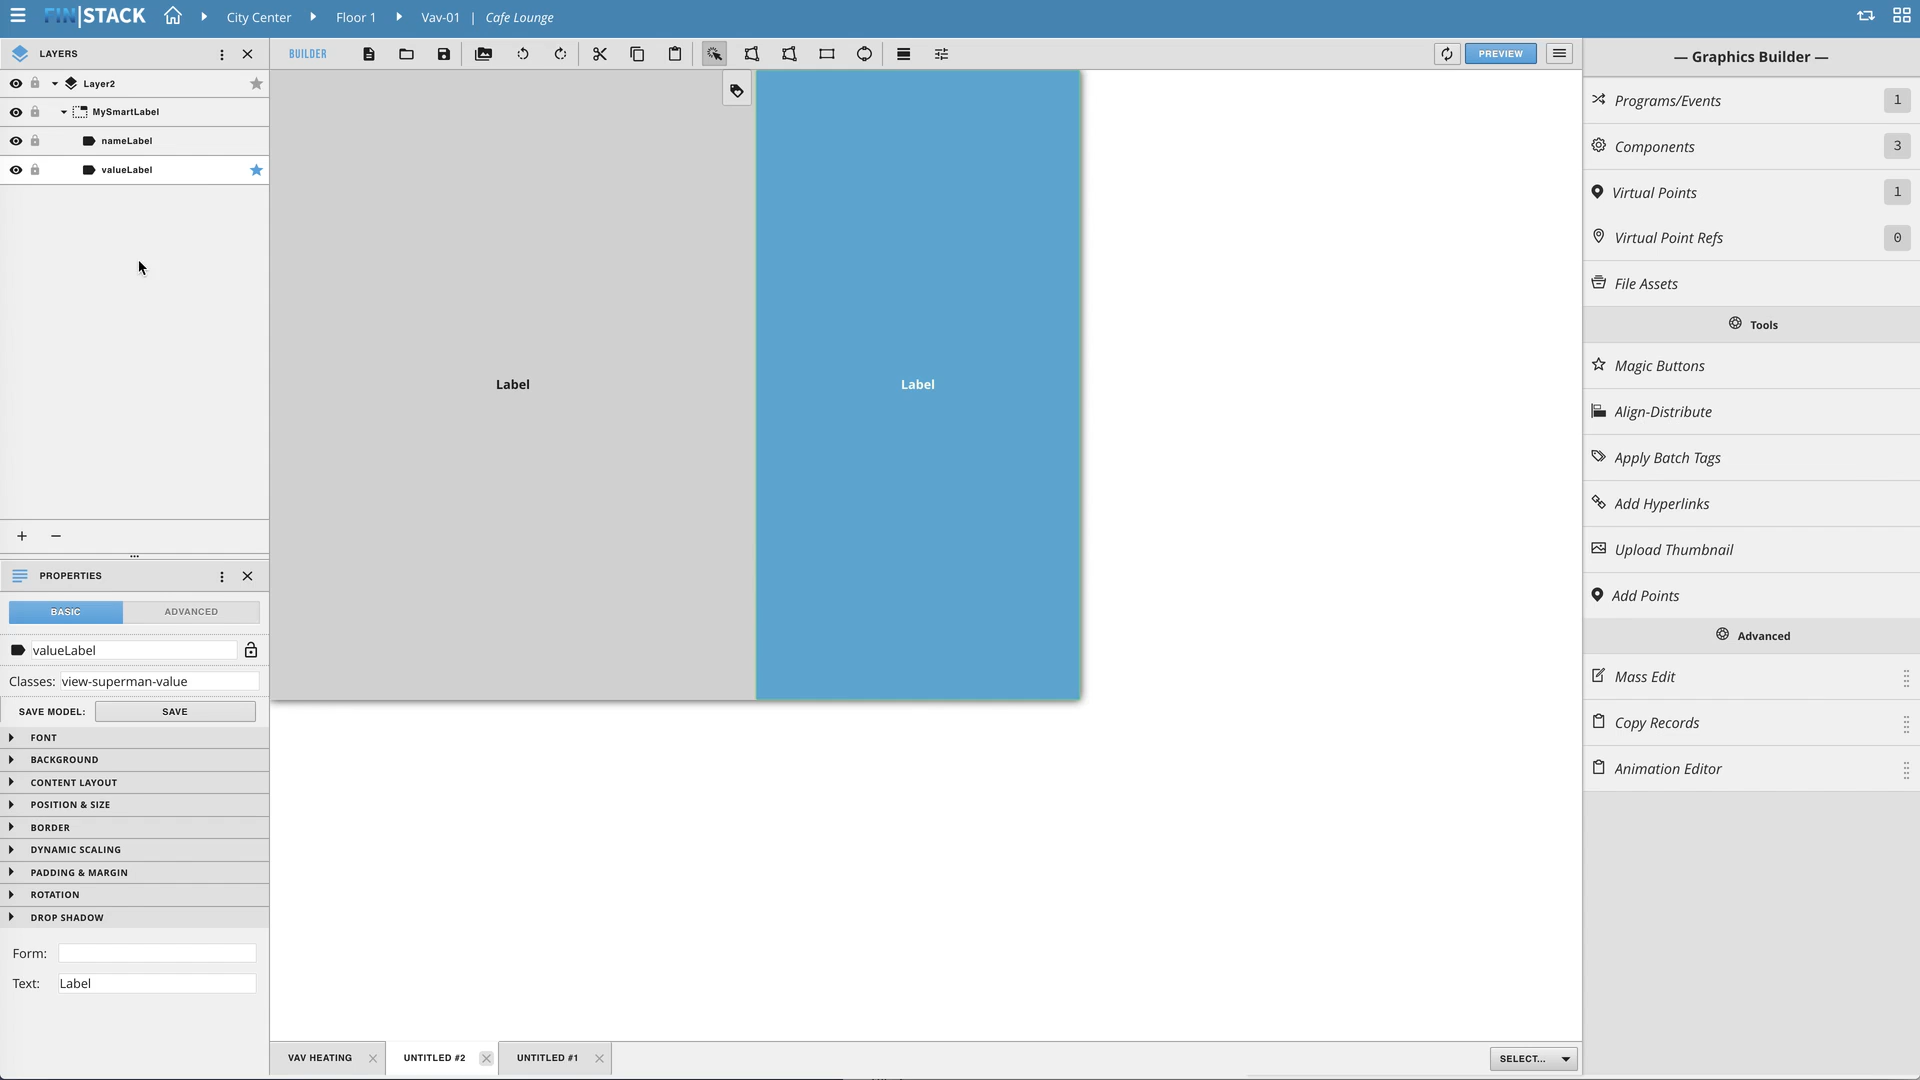 FIN|STACK
City Center
Floor 1
Vav-01 | Cafe Lounge
LAYERS
Layer2
MySmartLabel
nameLabel
valueLabel
BUILDER
PREVIEW
Label
Label
PROPERTIES
BASIC
ADVANCED
valueLabel
Classes: view-superman-value
SAVE MODEL: SAVE
FONT
BACKGROUND
CONTENT LAYOUT
POSITION & SIZE
BORDER
DYNAMIC SCALING
PADDING & MARGIN
ROTATION
DROP SHADOW
Form:
Text: Label
VAV HEATING
UNTITLED #2
UNTITLED #1
SELECT...
— Graphics Builder —
Programs/Events 1
Components 3
Virtual Points 1
Virtual Point Refs 0
File Assets
Tools
Magic Buttons
Align-Distribute
Apply Batch Tags
Add Hyperlinks
Upload Thumbnail
Add Points
Advanced
Mass Edit
Copy Records
Animation Editor